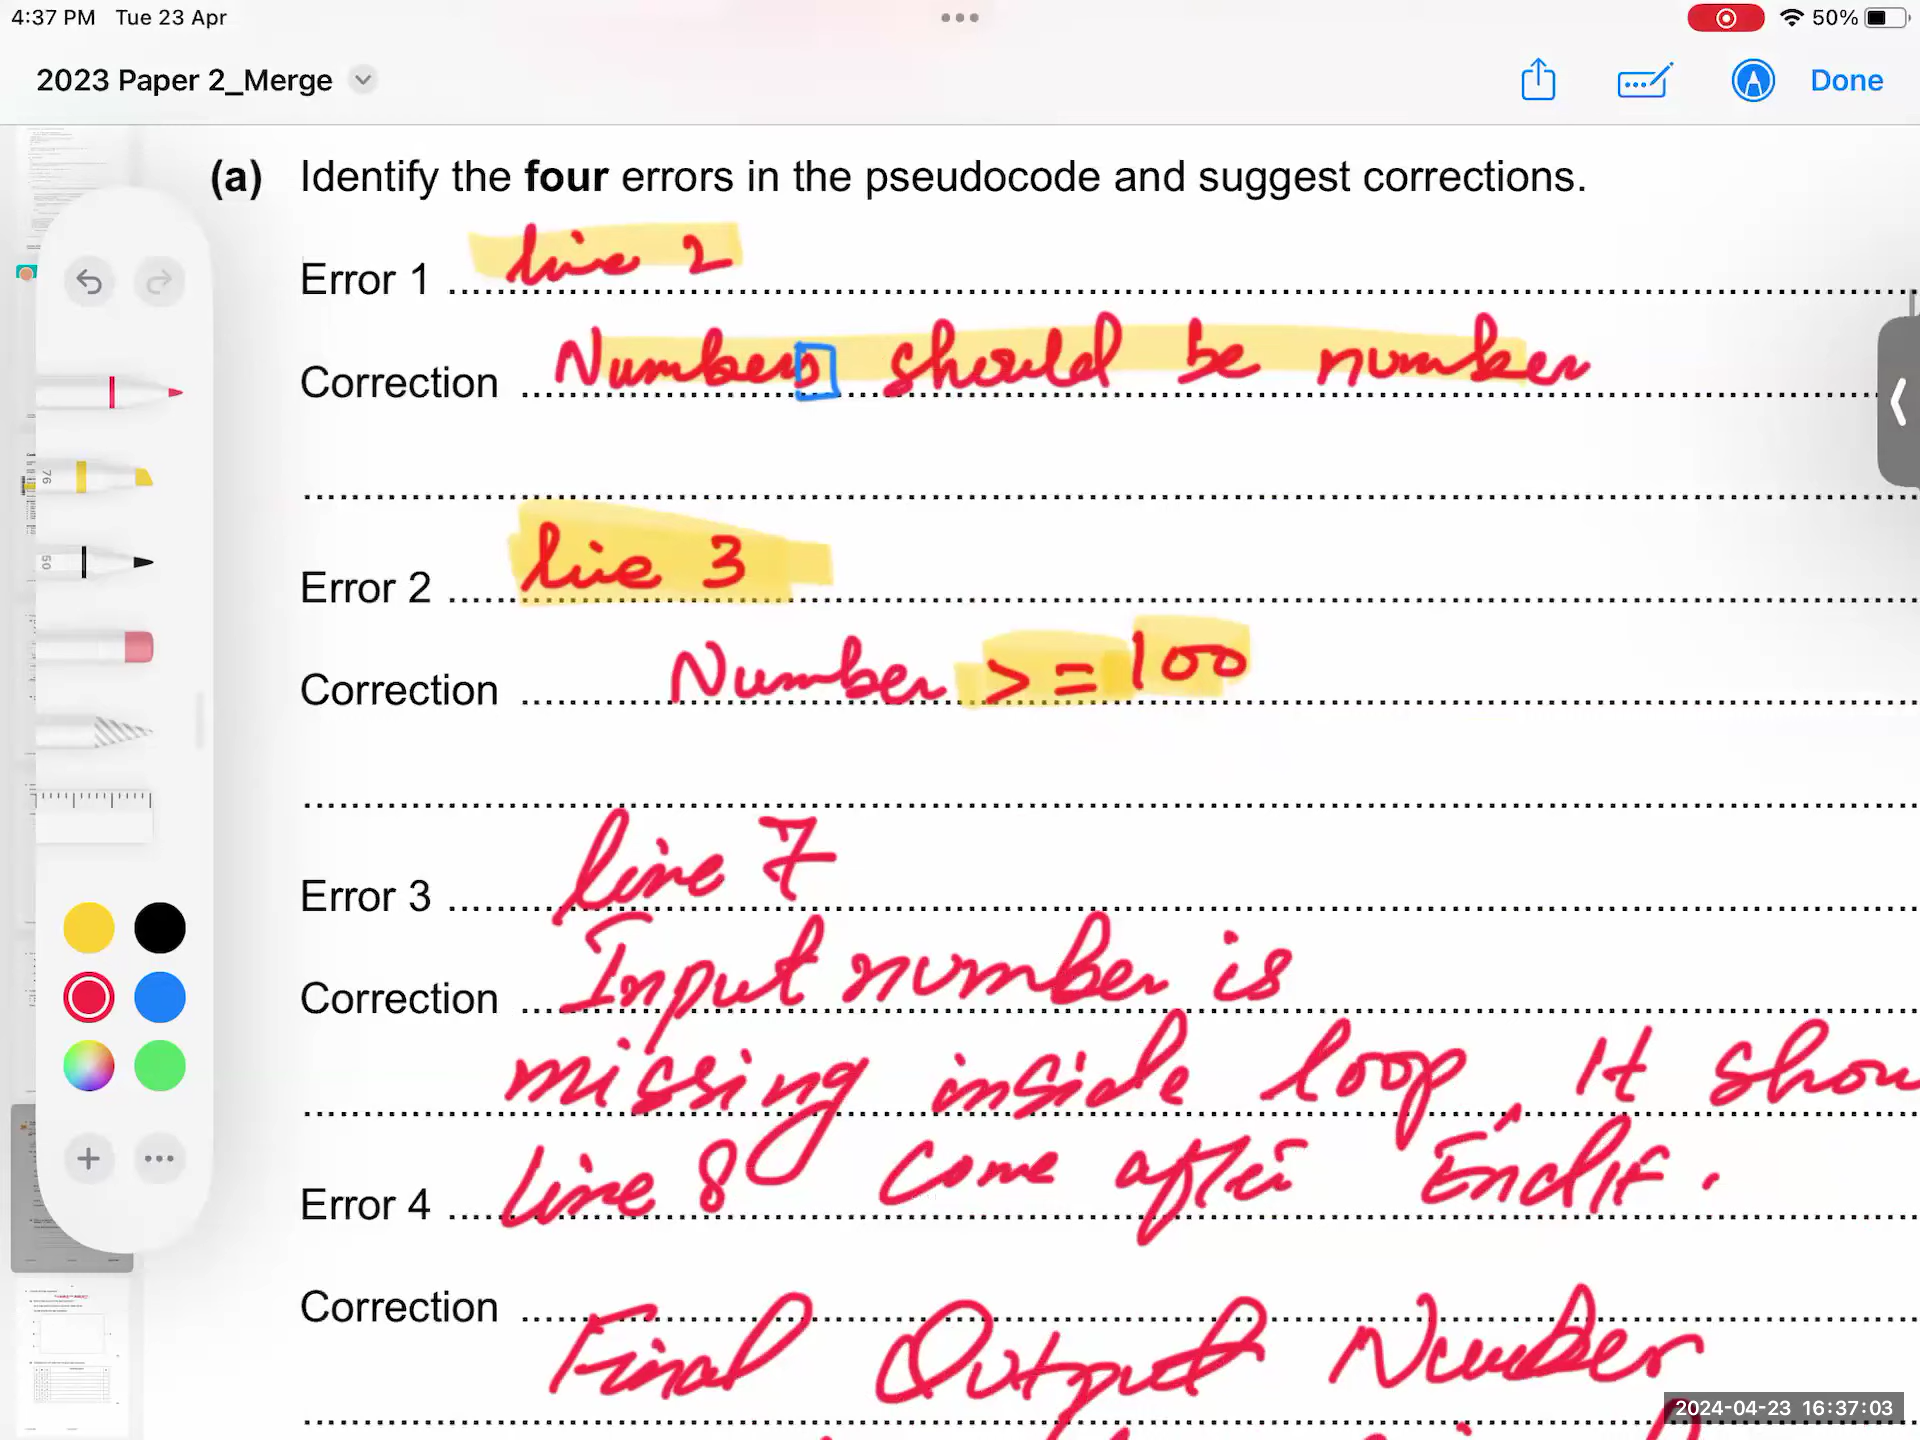 4:37 PM Tue 23 Apr
50%
2023 Paper 2_Merge
Done
(a) Identify the four errors in the pseudocode and suggest corrections.
Error 1 line 2
Correction Numbers should be number
Error 2 line 3
Correction Number >= 100
Error 3 line 7
Correction Input number is
missing inside loop, It shou
Error 4 line 8 come after EndIF.
Correction
Final Output Number
76
50
2024-04-23 16:37:03